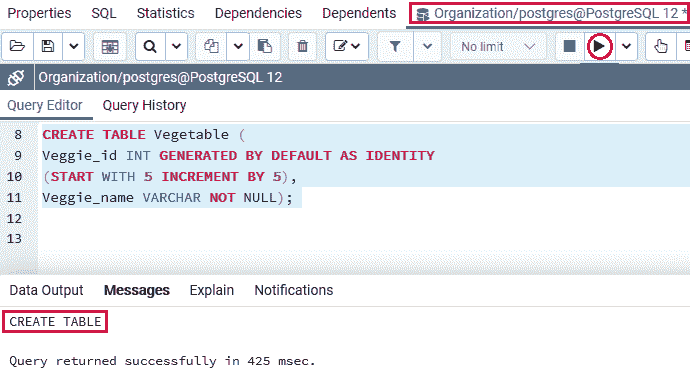 Properties SQL Statistics Dependencies Dependents Organization/postgres@PostgreSQL 12 *
No limit
Organization/postgres@PostgreSQL 12
Query Editor Query History
8 CREATE TABLE Vegetable (
9 Veggie_id INT GENERATED BY DEFAULT AS IDENTITY
10 (START WITH 5 INCREMENT BY 5),
11 Veggie_name VARCHAR NOT NULL);
12
13
Data Output Messages Explain Notifications
CREATE TABLE
Query returned successfully in 425 msec.